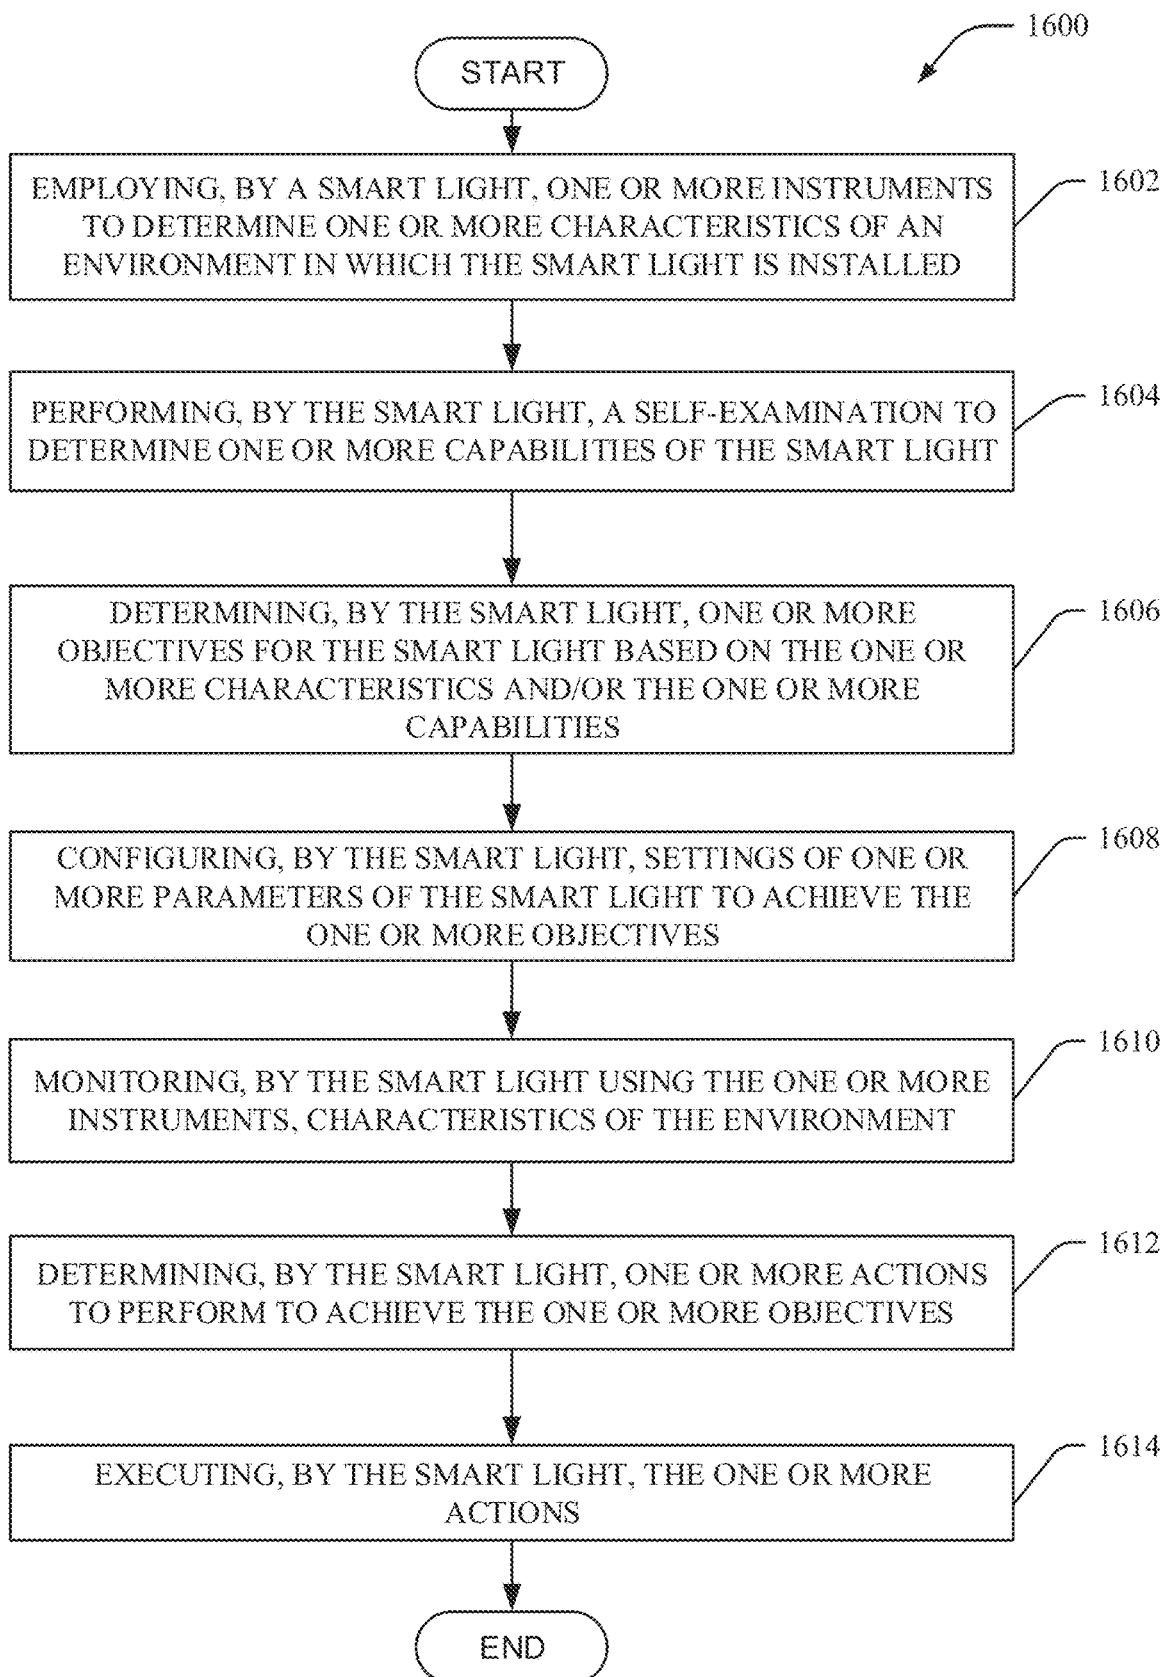 1600
START
EMPLOYING, BY A SMART LIGHT, ONE OR MORE INSTRUMENTS
TO DETERMINE ONE OR MORE CHARACTERISTICS OF AN
ENVIRONMENT IN WHICH THE SMART LIGHT IS INSTALLED
1602
PERFORMING, BY THE SMART LIGHT, A SELF-EXAMINATION TO
DETERMINE ONE OR MORE CAPABILITIES OF THE SMART LIGHT
1604
DETERMINING, BY THE SMART LIGHT, ONE OR MORE
OBJECTIVES FOR THE SMART LIGHT BASED ON THE ONE OR
MORE CHARACTERISTICS AND/OR THE ONE OR MORE
CAPABILITIES
1606
CONFIGURING, BY THE SMART LIGHT, SETTINGS OF ONE OR
MORE PARAMETERS OF THE SMART LIGHT TO ACHIEVE THE
ONE OR MORE OBJECTIVES
1608
MONITORING, BY THE SMART LIGHT USING THE ONE OR MORE
INSTRUMENTS, CHARACTERISTICS OF THE ENVIRONMENT
1610
DETERMINING, BY THE SMART LIGHT, ONE OR MORE ACTIONS
TO PERFORM TO ACHIEVE THE ONE OR MORE OBJECTIVES
1612
EXECUTING, BY THE SMART LIGHT, THE ONE OR MORE
ACTIONS
1614
END